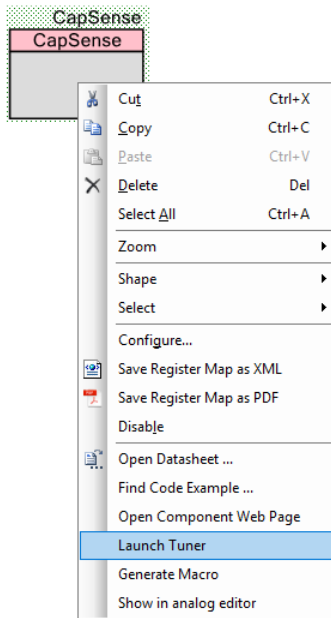 CapSense
CapSense
Cut Ctrl+X
Copy Ctrl+C
Paste Ctrl+V
Delete Del
Select All Ctrl+A
Zoom
Shape
Select
Configure...
Save Register Map as XML
Save Register Map as PDF
Disable
Open Datasheet ...
Find Code Example ...
Open Component Web Page
Launch Tuner
Generate Macro
Show in analog editor